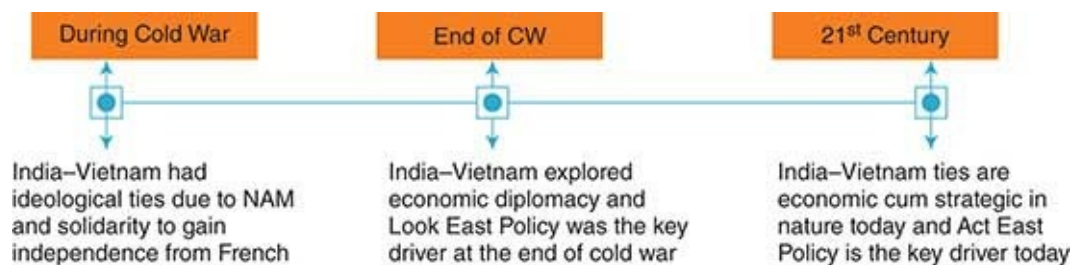 During Cold War
End of CW
21st Century
India–Vietnam had
ideological ties due to NAM
and solidarity to gain
independence from French
India–Vietnam explored
economic diplomacy and
Look East Policy was the key
driver at the end of cold war
India–Vietnam ties are
economic cum strategic in
nature today and Act East
Policy is the key driver today